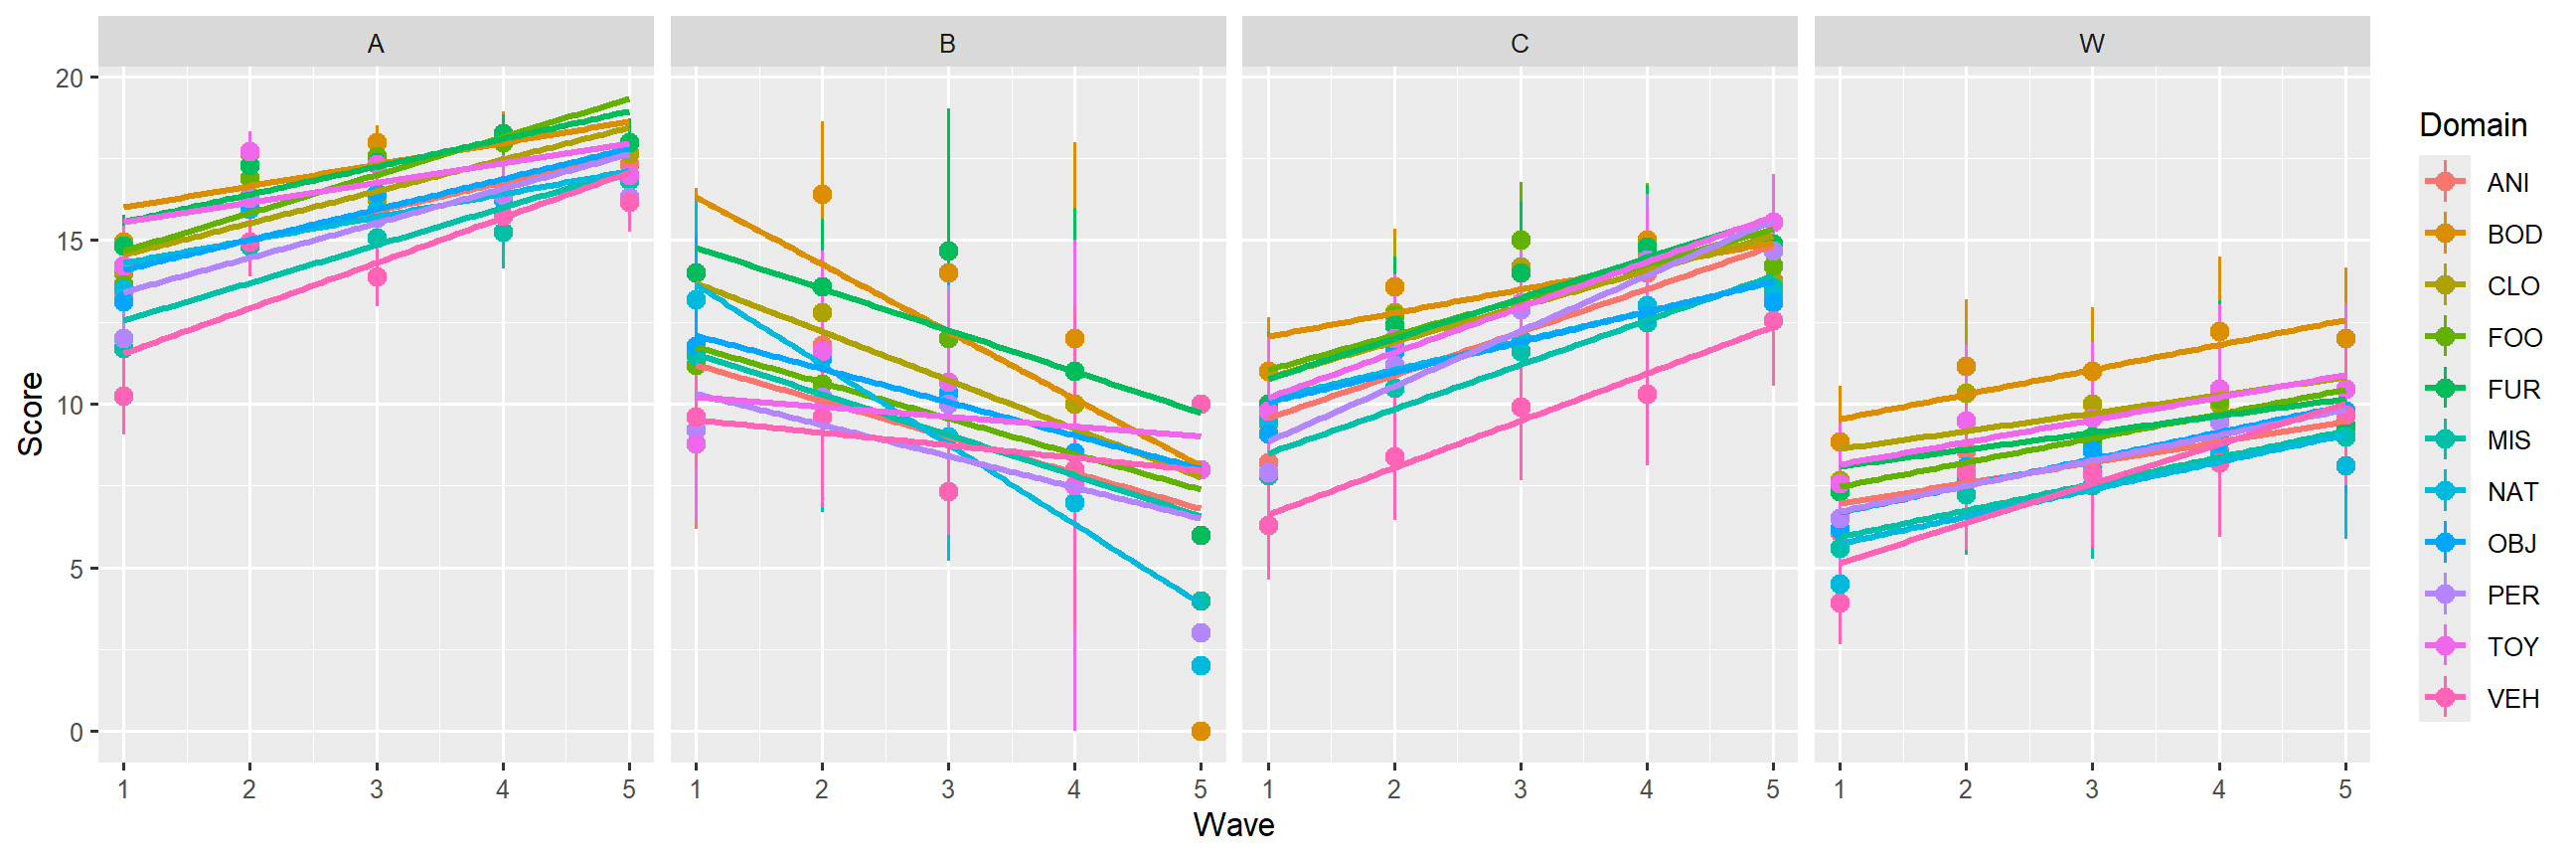 A B C W
20
15
10
5
0
Score
1 2 3 4 5 1 2 3 4 5 1 2 3 4 5 1 2 3 4 5
Wave
Domain
ANI
BOD
CLO
FOO
FUR
MIS
NAT
OBJ
PER
TOY
VEH